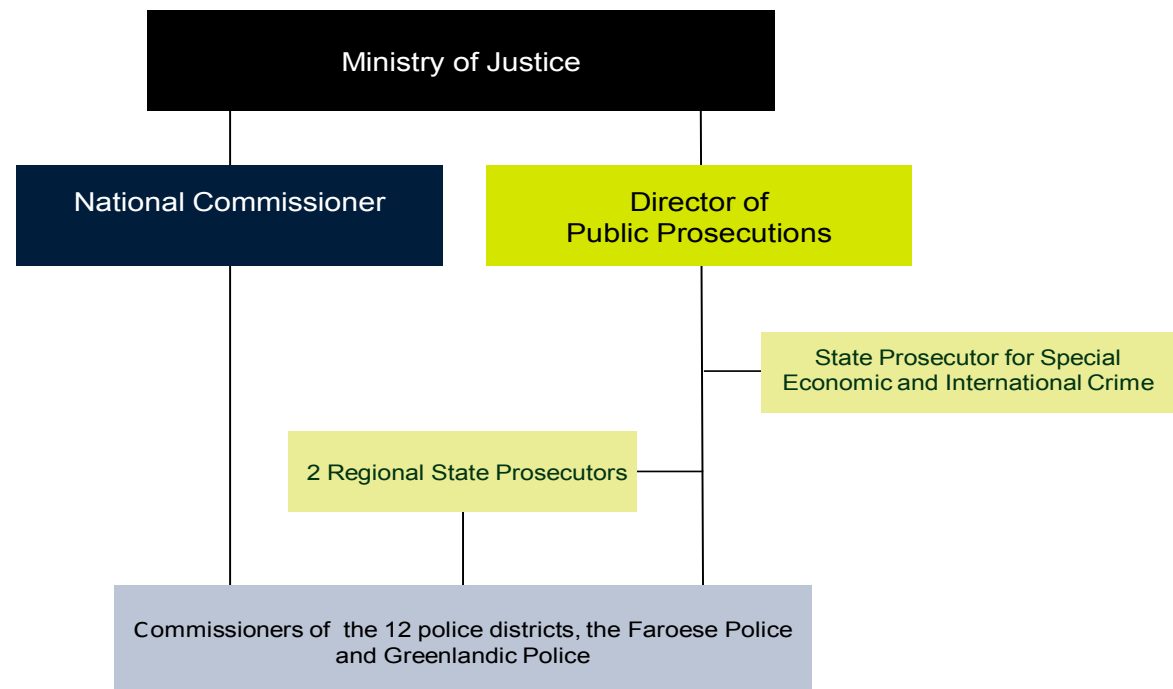 Ministry of Justice
National Commissioner
Director of
Public Prosecutions
State Prosecutor for Special
Economic and International Crime
2 Regional State Prosecutors
Commissioners of the 12 police districts, the Faroese Police
and Greenlandic Police